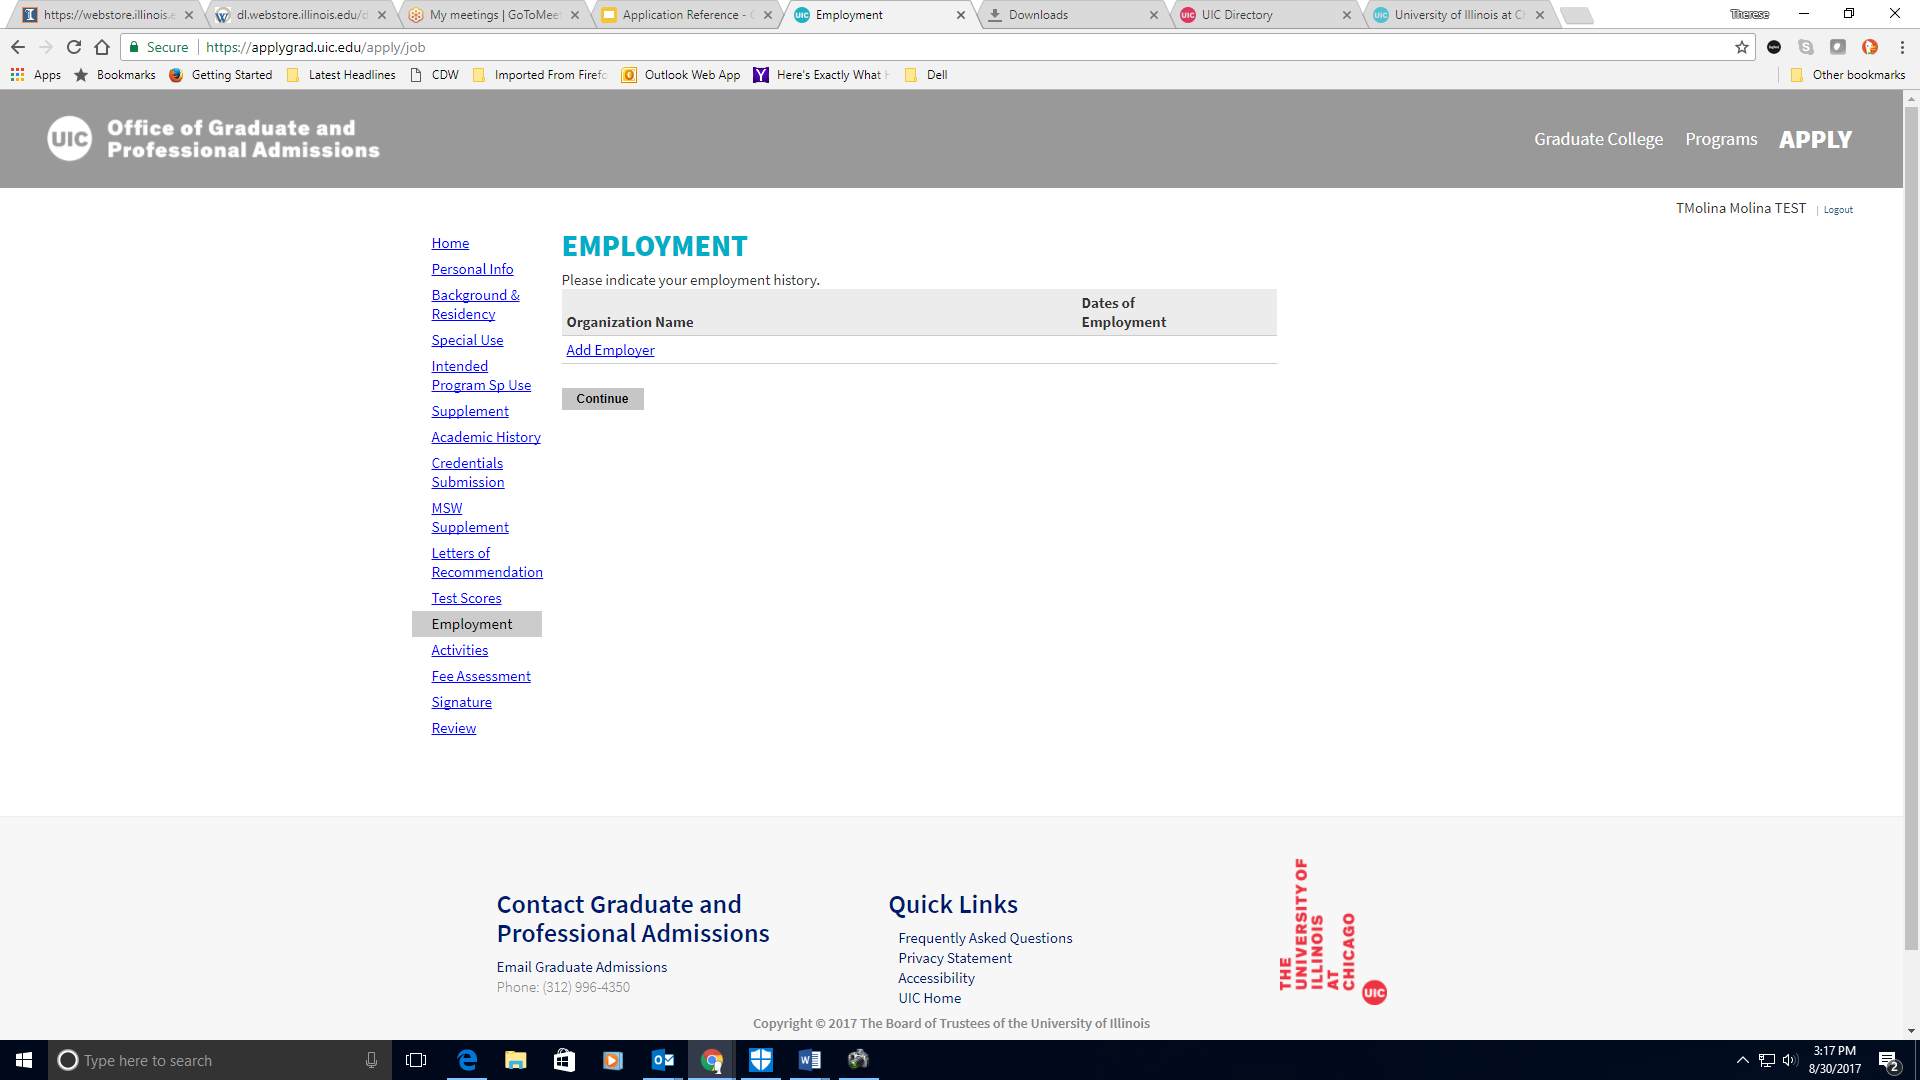 https://webstore.illinois.e
dl.webstore.illinois.edu/d
My meetings | GoToMeet
Application Reference - G
Employment
Downloads
UIC Directory
University of Illinois at Ch
Therese
Secure
https://applygrad.uic.edu/apply/job
Apps
Bookmarks
Getting Started
Latest Headlines
CDW
Imported From Firefo
Outlook Web App
Here's Exactly What H
Dell
Other bookmarks
UIC
Office of Graduate and
Professional Admissions
Graduate College
Programs
APPLY
TMolina Molina TEST | Logout
Home
Personal Info
Background &
Residency
Special Use
Intended
Program Sp Use
Supplement
Academic History
Credentials
Submission
MSW
Supplement
Letters of
Recommendation
Test Scores
Employment
Activities
Fee Assessment
Signature
Review
EMPLOYMENT
Please indicate your employment history.
Organization Name
Dates of
Employment
Add Employer
Continue
Contact Graduate and
Professional Admissions
Email Graduate Admissions
Phone: (312) 996-4350
Quick Links
Frequently Asked Questions
Privacy Statement
Accessibility
UIC Home
THE
UNIVERSITY OF
ILLINOIS
AT
CHICAGO
UIC
Copyright © 2017 The Board of Trustees of the University of Illinois
Type here to search
3:17 PM
8/30/2017
2